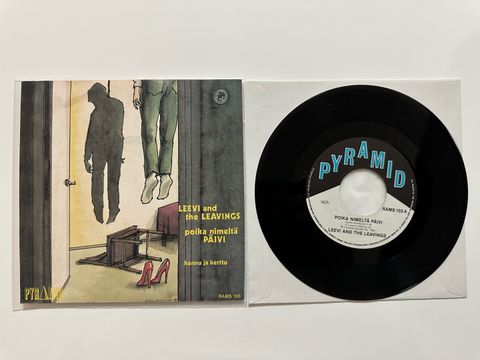 LEEVI and
the LEAVINGS
poika nimeltä
PÄIVI
hannu ja kerttu
PYRAMID
RAMS 103
PYRAMID
RAMS 103 A
POIKA NIMELTÄ PÄIVI
LEEVI AND THE LEAVINGS